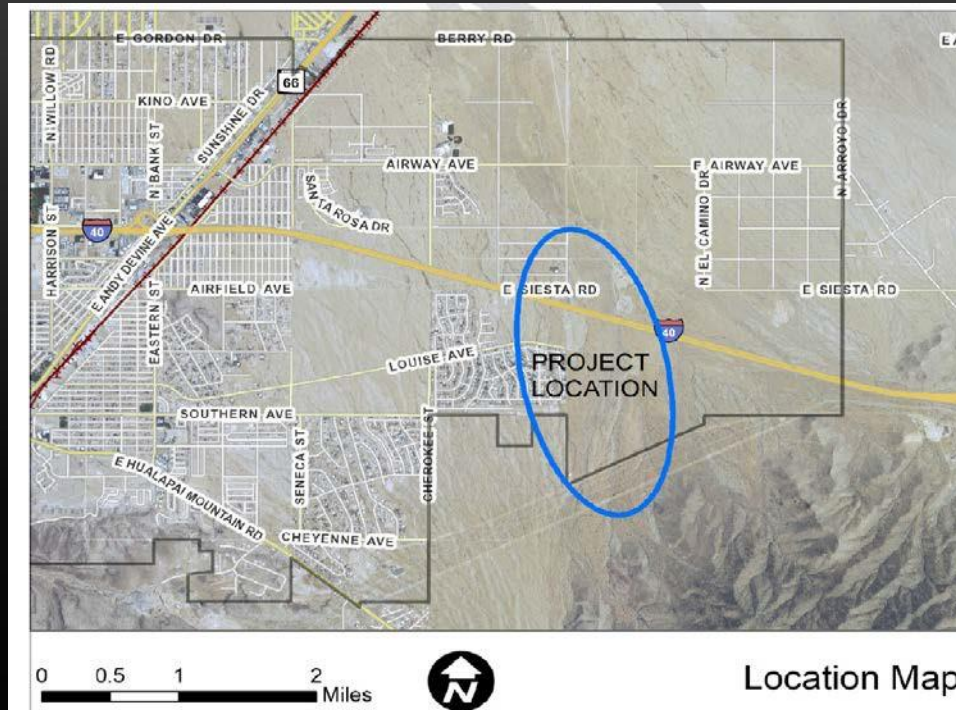 E GORDON DR
BERRY RD
EA
66
N WILLOW RD
KINO AVE
N BANK ST
SUNSHINE DR
AIRWAY AVE
E AIRWAY AVE
N ARROYO DR
SANTA ROSA DR
N EL CAMINO DR
40
HARRISON ST
E ANDY DEVINE AVE
AIRFIELD AVE
E SIESTA RD
E SIESTA RD
EASTERN ST
40
LOUISE AVE
PROJECT
LOCATION
SOUTHERN AVE
SENECA ST
CHEROKEE ST
E HUALAPAI MOUNTAIN RD
CHEYENNE AVE
0 0.5 1 2
Miles
N
Location Map